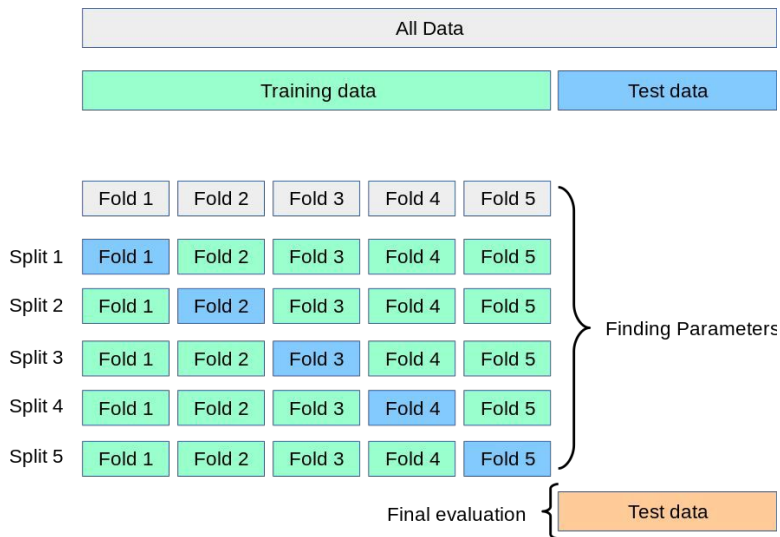 All Data
Training data Test data
Fold 1 Fold 2 Fold 3 Fold 4 Fold 5
Split 1 Fold 1 Fold 2 Fold 3 Fold 4 Fold 5
Split 2 Fold 1 Fold 2 Fold 3 Fold 4 Fold 5
Finding Parameters
Split 3 Fold 1 Fold 2 Fold 3 Fold 4 Fold 5
Split 4 Fold 1 Fold 2 Fold 3 Fold 4 Fold 5
Split 5 Fold 1 Fold 2 Fold 3 Fold 4 Fold 5
Final evaluation Test data